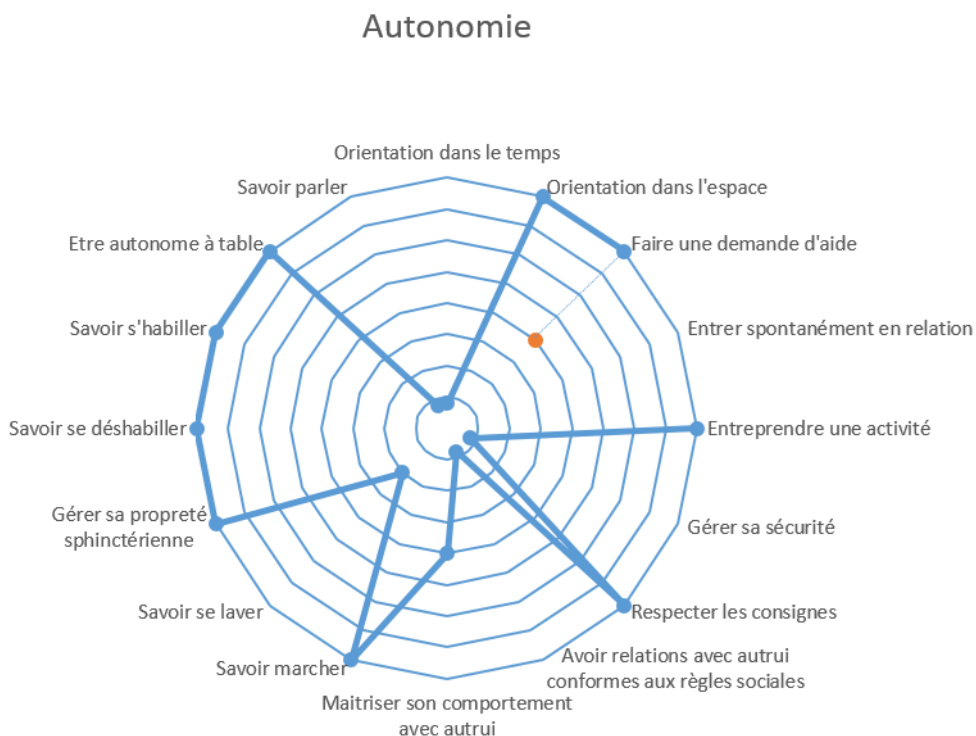 Autonomie
Orientation dans le temps
Orientation dans l'espace
Faire une demande d'aide
Entrer spontanément en relation
Entreprendre une activité
Gérer sa sécurité
Respecter les consignes
Avoir relations avec autrui
conformes aux règles sociales
Maitriser son comportement
avec autrui
Savoir marcher
Savoir se laver
Gérer sa propreté
sphinctérienne
Savoir se déshabiller
Savoir s'habiller
Etre autonome à table
Savoir parler